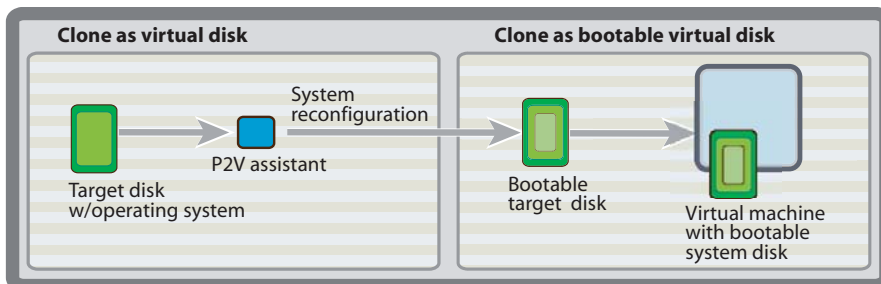 Clone as virtual disk
Clone as bootable virtual disk
System
reconfiguration
P2V assistant
Target disk
w/operating system
Bootable
target disk
Virtual machine
with bootable
system disk